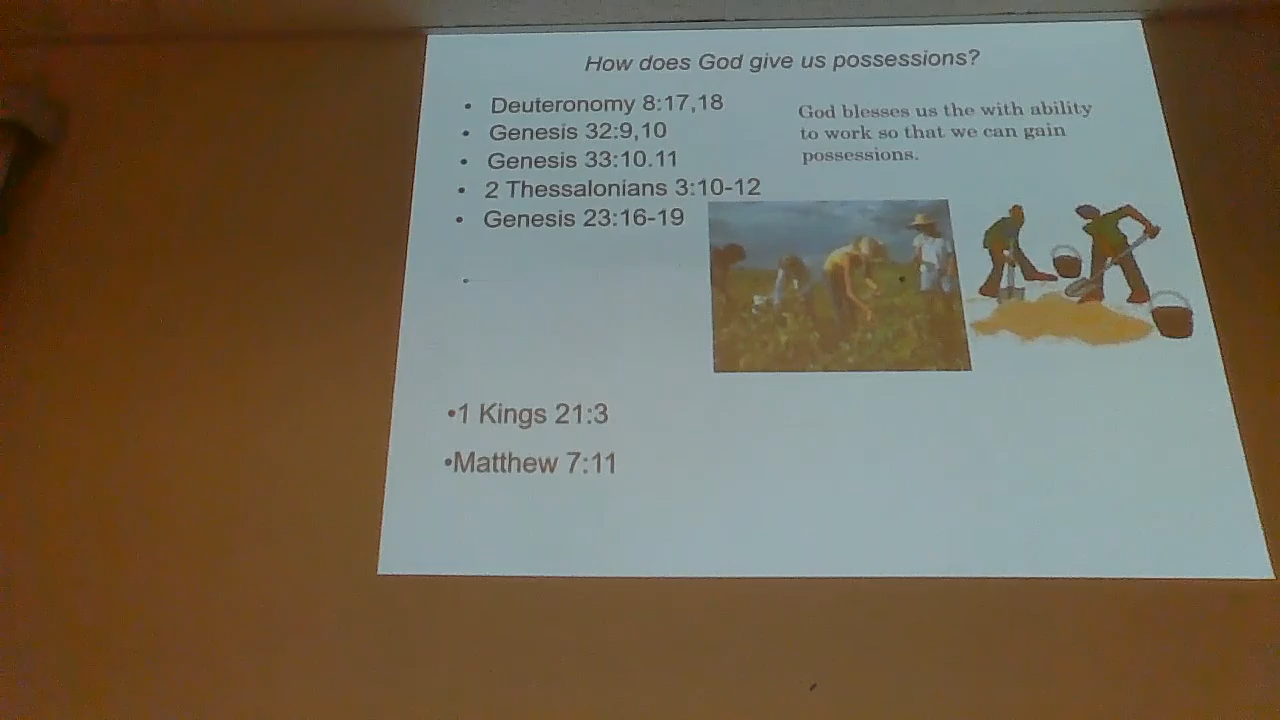 How does God give us possessions?
• Deuteronomy 8:17,18
• Genesis 32:9,10
• Genesis 33:10.11
• 2 Thessalonians 3:10-12
• Genesis 23:16-19
•
•1 Kings 21:3
•Matthew 7:11
God blesses us the with ability
to work so that we can gain
possessions.